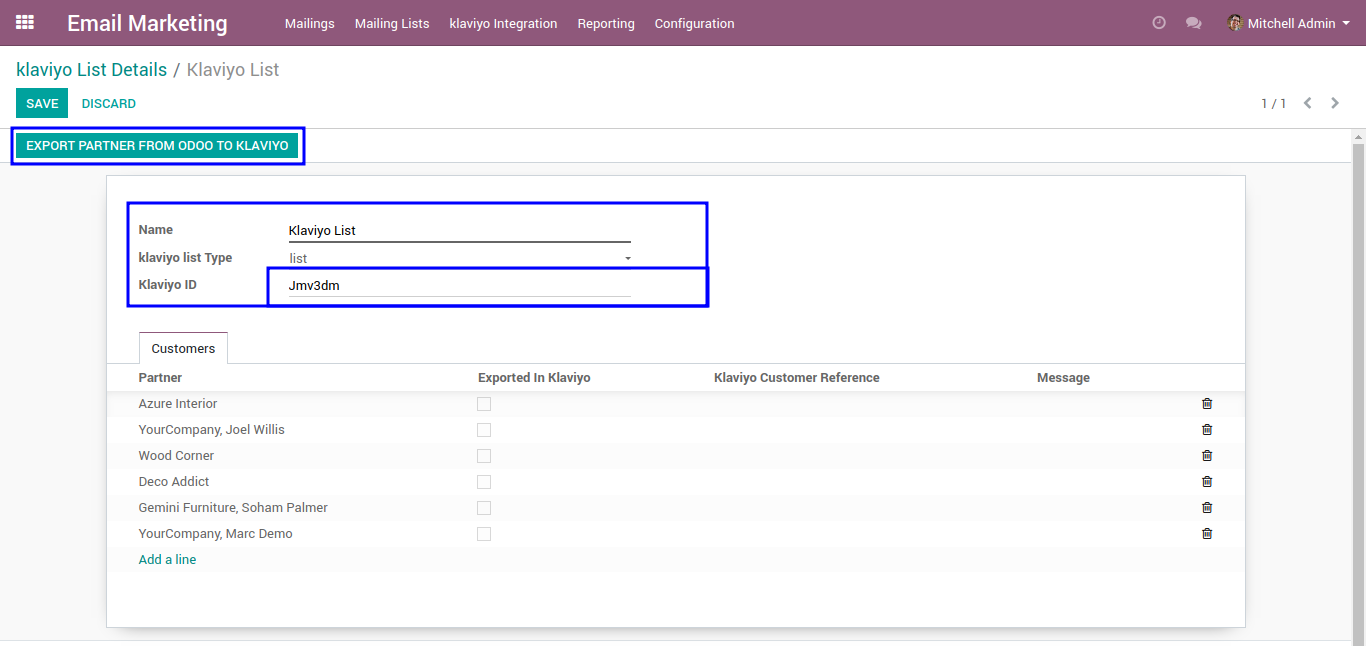 Email Marketing Mailings Mailing Lists klaviyo Integration Reporting Configuration Mitchell Admin
klaviyo List Details / Klaviyo List
SAVE DISCARD 1 / 1
EXPORT PARTNER FROM ODOO TO KLAVIYO
Name Klaviyo List
klaviyo list Type list
Klaviyo ID Jmv3dm
Customers
Partner Exported In Klaviyo Klaviyo Customer Reference Message
Azure Interior
YourCompany, Joel Willis
Wood Corner
Deco Addict
Gemini Furniture, Soham Palmer
YourCompany, Marc Demo
Add a line